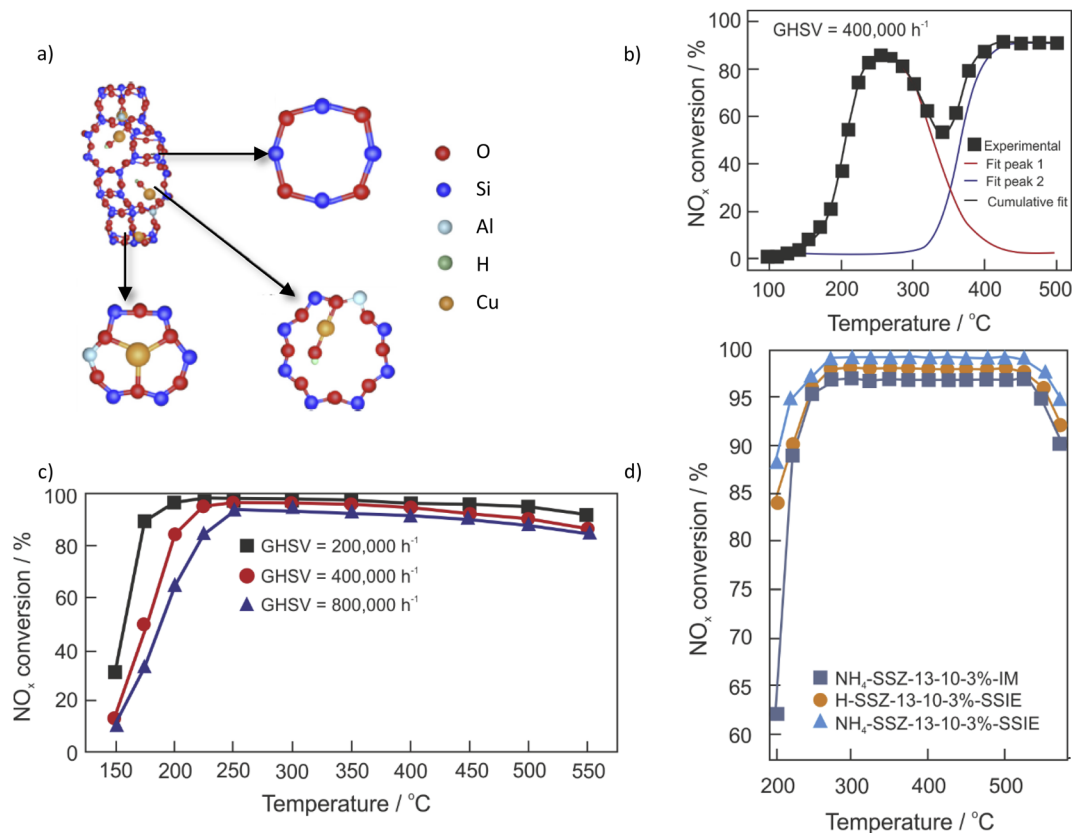 a)
O
Si
Al
H
Cu
b)
GHSV = 400,000 h⁻¹
NOₓ conversion / %
100
80
60
40
20
0
Experimental
Fit peak 1
Fit peak 2
Cumulative fit
100
200
300
400
500
Temperature / °C
c)
NOₓ conversion / %
100
80
60
40
20
0
GHSV = 200,000 h⁻¹
GHSV = 400,000 h⁻¹
GHSV = 800,000 h⁻¹
150
200
250
300
350
400
450
500
550
Temperature / °C
d)
NOₓ conversion / %
100
95
90
85
80
75
70
65
60
NH₄-SSZ-13-10-3%-IM
H-SSZ-13-10-3%-SSIE
NH₄-SSZ-13-10-3%-SSIE
200
300
400
500
Temperature / °C